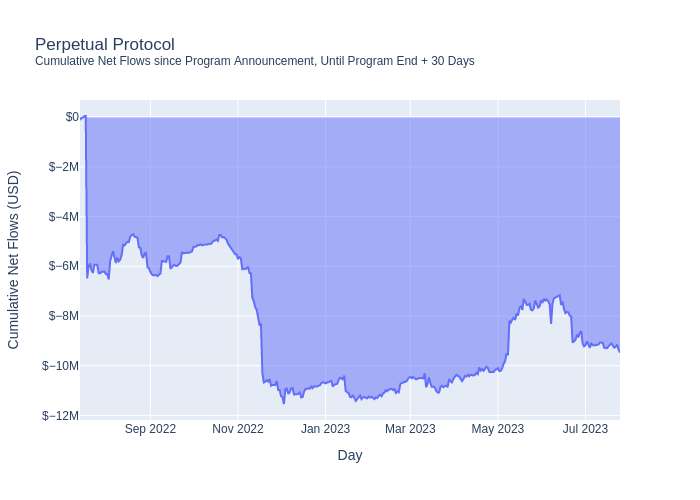 Perpetual Protocol
Cumulative Net Flows since Program Announcement, Until Program End + 30 Days
Cumulative Net Flows (USD)
$0
$−2M
$−4M
$−6M
$−8M
$−10M
$−12M
Sep 2022
Nov 2022
Jan 2023
Mar 2023
May 2023
Jul 2023
Day